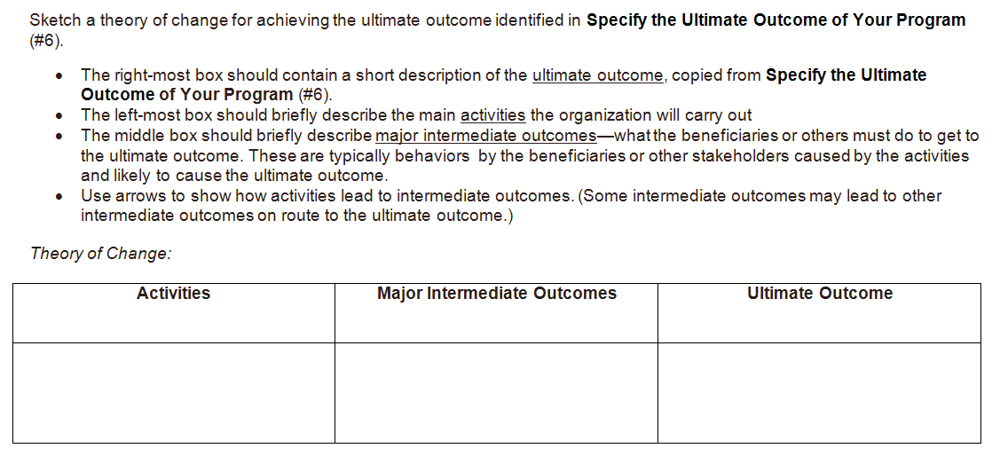 Sketch a theory of change for achieving the ultimate outcome identified in Specify the Ultimate Outcome of Your Program
(#6).
• The right-most box should contain a short description of the ultimate outcome, copied from Specify the Ultimate
Outcome of Your Program (#6).
• The left-most box should briefly describe the main activities the organization will carry out
• The middle box should briefly describe major intermediate outcomes—what the beneficiaries or others must do to get to
the ultimate outcome. These are typically behaviors  by the beneficiaries or other stakeholders caused by the activities
and likely to cause the ultimate outcome.
• Use arrows to show how activities lead to intermediate outcomes. (Some intermediate outcomes may lead to other
intermediate outcomes on route to the ultimate outcome.)
Theory of Change:
Activities
Major Intermediate Outcomes
Ultimate Outcome